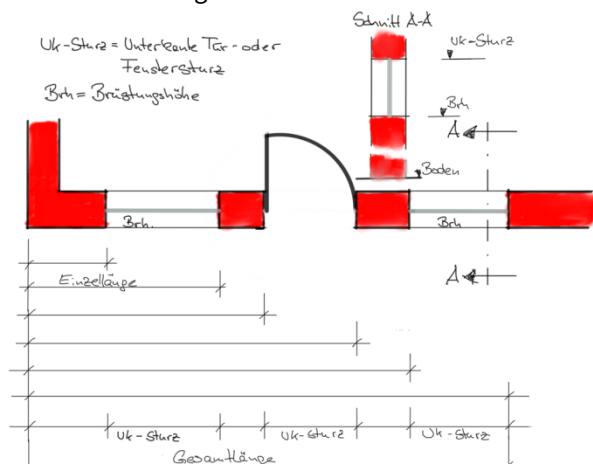 Schnitt A-A
Uk-Sturz = Unterkante Tür- oder
Fenstersturz
Brh = Brüstungshöhe
Uk-Sturz
Brh
A
Boden
Brh.
Brh
A
Einzellänge
Uk-Sturz
Uk-Sturz
Uk-Sturz
Gesamtlänge